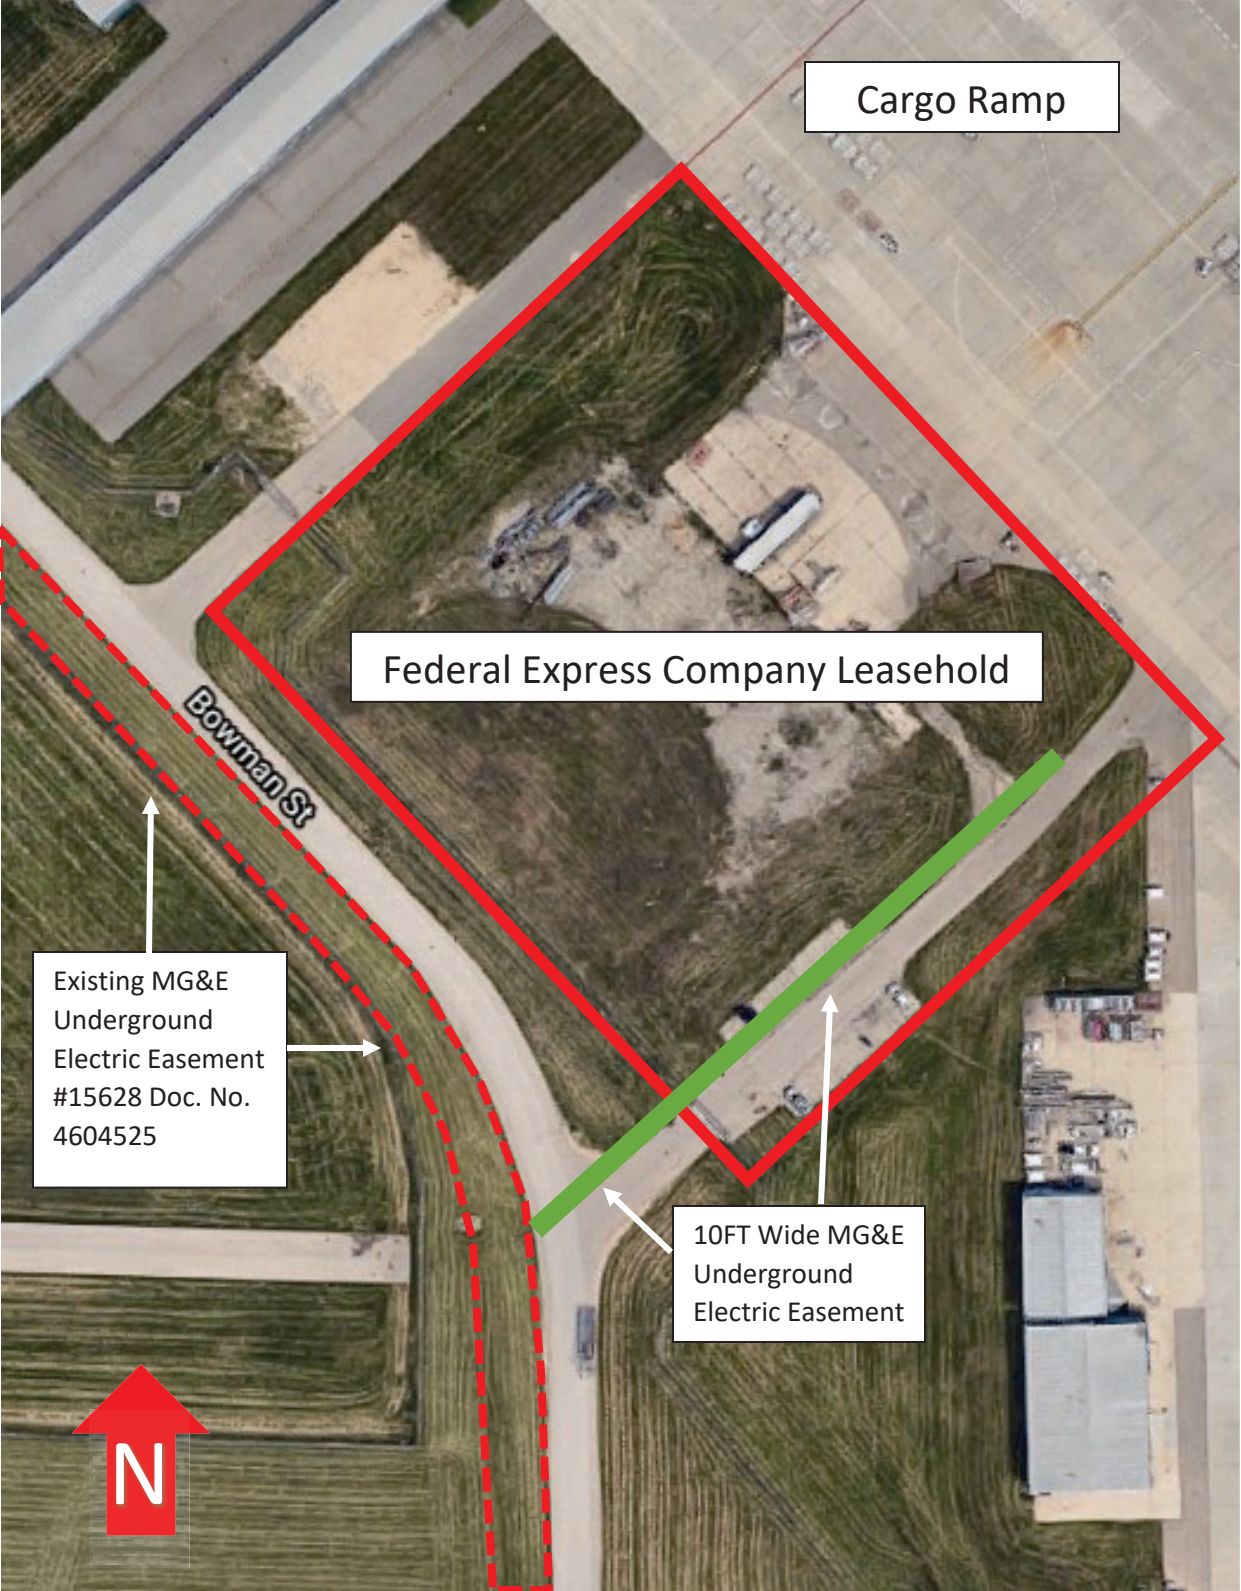 Cargo Ramp
Federal Express Company Leasehold
Bowman St
Existing MG&E
Underground
Electric Easement
#15628 Doc. No.
4604525
10FT Wide MG&E
Underground
Electric Easement
N